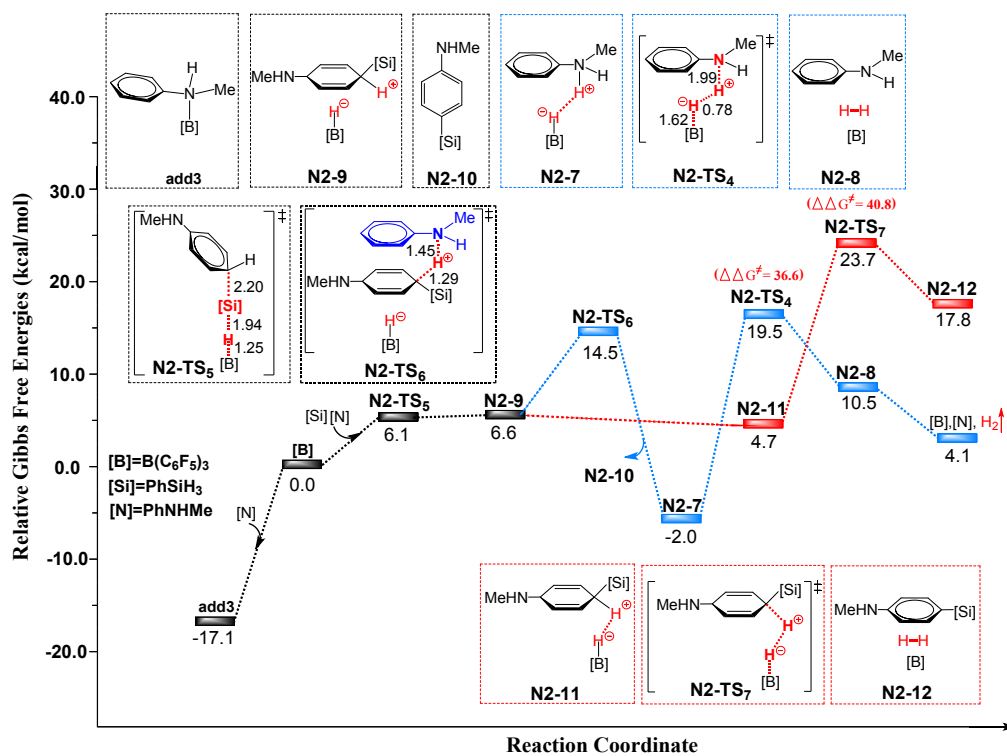 Relative Gibbs Free Energies (kcal/mol)
40.0
30.0
20.0
10.0
0.0
-10.0
-20.0
Reaction Coordinate
H
N
Me
[B]
add3
MeHN
[Si]
H⊕
H⊖
[B]
N2-9
NHMe
[Si]
N2-10
Me
N
H
H⊕
H⊖
[B]
N2-7
‡
Me
N
H
1.99
H⊕
⊖
H
0.78
1.62
[B]
N2-TS4
Me
N
H
H-H
[B]
N2-8
‡
MeHN
H
2.20
[Si]
1.94
H
1.25
[B]
N2-TS5
‡
Me
N
H
1.45
H⊕
MeHN
1.29
[Si]
H⊖
[B]
N2-TS6
(ΔΔG≠= 40.8)
N2-TS7
23.7
(ΔΔG≠= 36.6)
N2-TS4
19.5
N2-12
17.8
N2-TS6
14.5
N2-8
10.5
N2-9
6.6
N2-TS5
6.1
[Si][N]
N2-11
4.7
[B],[N], H2↑
4.1
[B]
0.0
N2-10
N2-7
-2.0
[B]=B(C6F5)3
[Si]=PhSiH3
[N]=PhNHMe
[N]
add3
-17.1
MeHN
[Si]
H⊕
H⊖
[B]
N2-11
‡
MeHN
[Si]
H⊕
H⊖
[B]
N2-TS7
MeHN
[Si]
H-H
[B]
N2-12